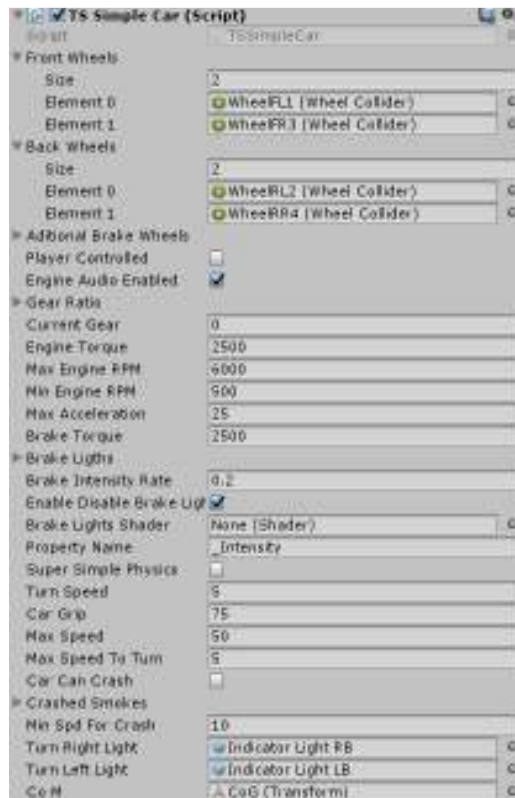 TS Simple Car (Script)
Script TSSimpleCar
Front Wheels
Size 2
Element 0 WheelFL1 (Wheel Collider)
Element 1 WheelFR3 (Wheel Collider)
Back Wheels
Size 2
Element 0 WheelRL2 (Wheel Collider)
Element 1 WheelRR4 (Wheel Collider)
Aditional Brake Wheels
Player Controlled
Engine Audio Enabled
Gear Ratio
Current Gear 0
Engine Torque 2500
Max Engine RPM 6000
Min Engine RPM 500
Max Acceleration 25
Brake Torque 2500
Brake Ligths
Brake Intensity Rate 0.2
Enable Disable Brake Lig
Brake Lights Shader None (Shader)
Property Name _Intensity
Super Simple Physics
Turn Speed 5
Car Grip 75
Max Speed 50
Max Speed To Turn 5
Car Can Crash
Crashed Smokes
Min Spd For Crash 10
Turn Right Light Indicator Light RB
Turn Left Light Indicator Light LB
Co M CoG (Transform)